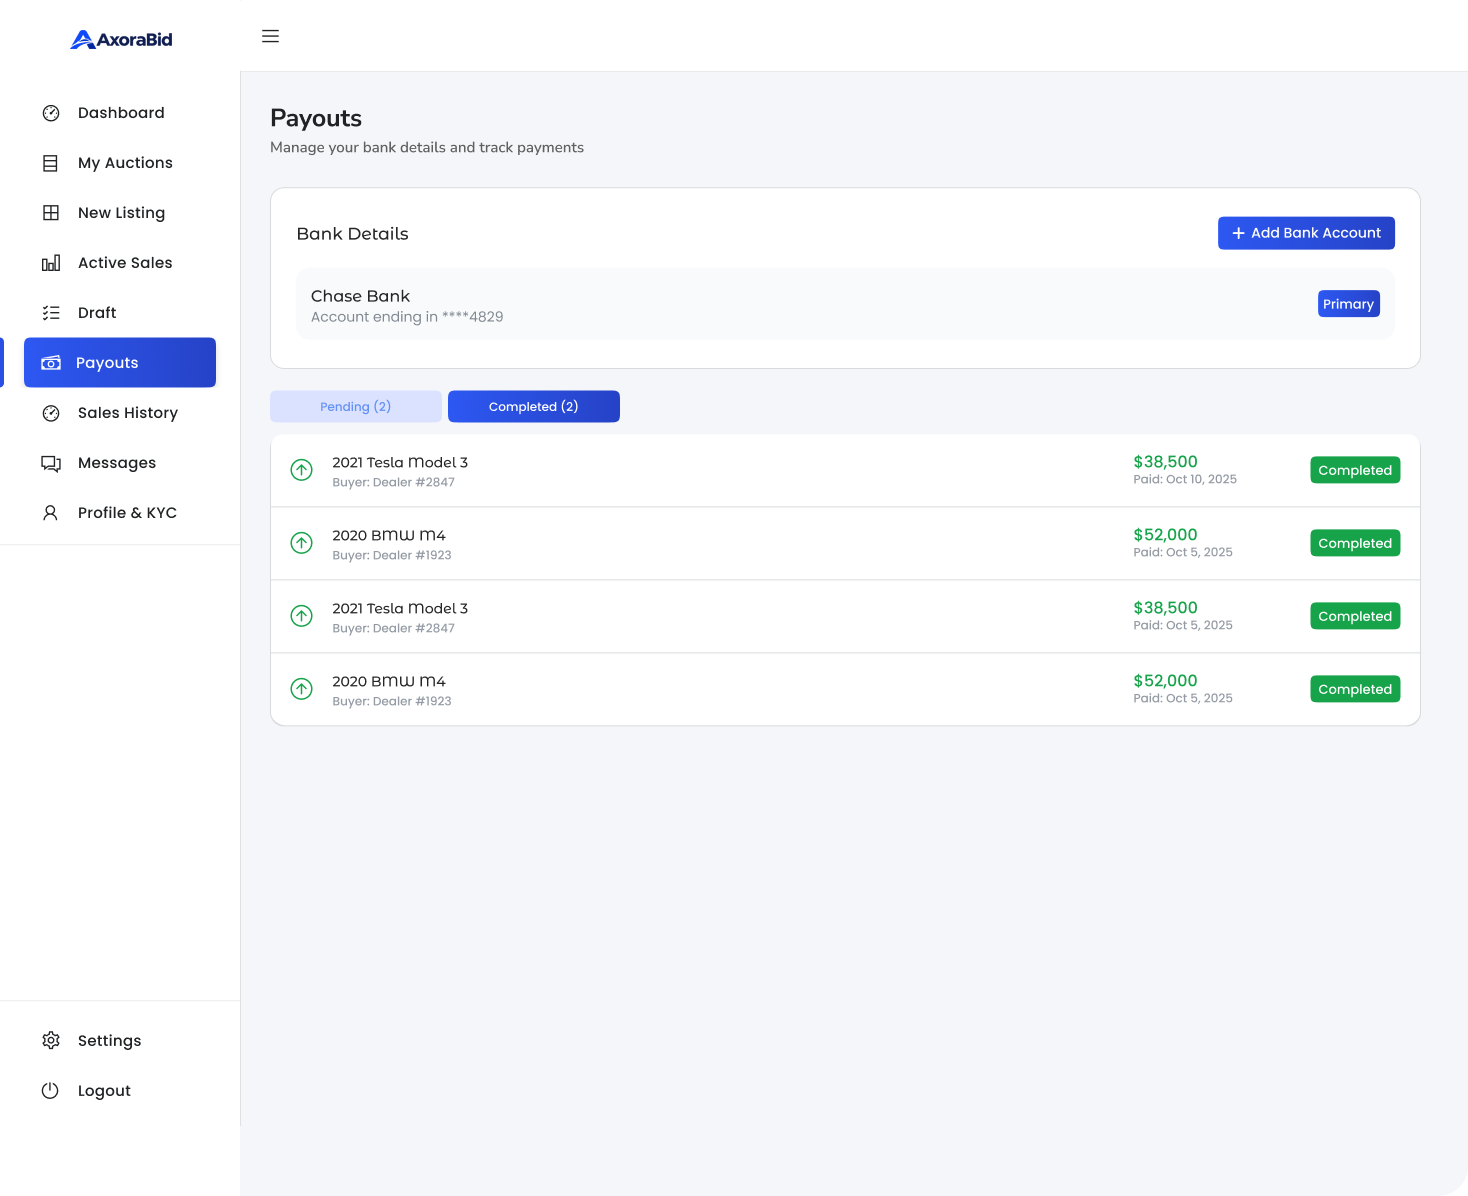 AxoraBid
Dashboard
My Auctions
New Listing
Active Sales
Draft
Payouts
Sales History
Messages
Profile & KYC
Settings
Logout
Payouts
Manage your bank details and track payments
Bank Details
+ Add Bank Account
Chase Bank
Account ending in ****4829
Primary
Pending (2)
Completed (2)
2021 Tesla Model 3
Buyer: Dealer #2847
$38,500
Paid: Oct 10, 2025
Completed
2020 BMW M4
Buyer: Dealer #1923
$52,000
Paid: Oct 5, 2025
Completed
2021 Tesla Model 3
Buyer: Dealer #2847
$38,500
Paid: Oct 5, 2025
Completed
2020 BMW M4
Buyer: Dealer #1923
$52,000
Paid: Oct 5, 2025
Completed